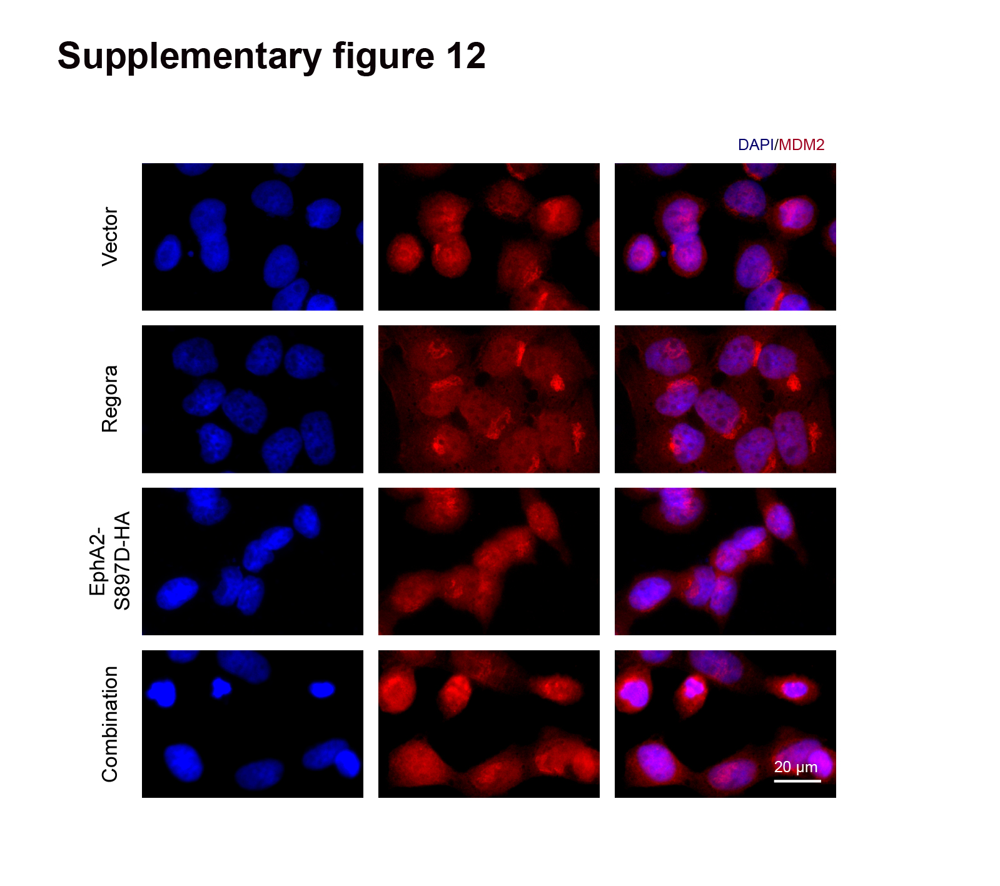 Supplementary figure 12
DAPI/MDM2
Vector
Regora
EphA2-
S897D-HA
Combination
20 µm